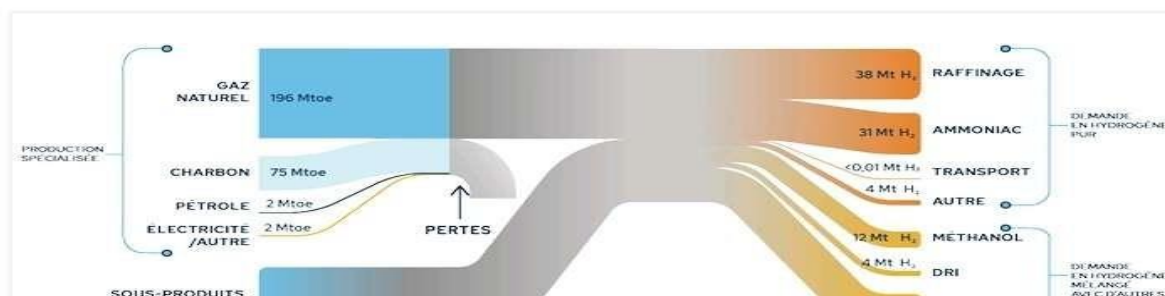 GAZ
NATUREL
196 Mtoe
PRODUCTION
SPÉCIALISÉE
CHARBON
75 Mtoe
PÉTROLE
2 Mtoe
ÉLECTRICITÉ
/AUTRE
2 Mtoe
PERTES
SOUS-PRODUITS
38 Mt H₂
RAFFINAGE
31 Mt H₂
AMMONIAC
<0,01 Mt H₂
TRANSPORT
4 Mt H₂
AUTRE
DEMANDE
EN HYDROGÈNE
PUR
12 Mt H₂
MÉTHANOL
4 Mt H₂
DRI
DEMANDE
EN HYDROGÈNE
MÉLANGÉ
AVEC D'AUTRES